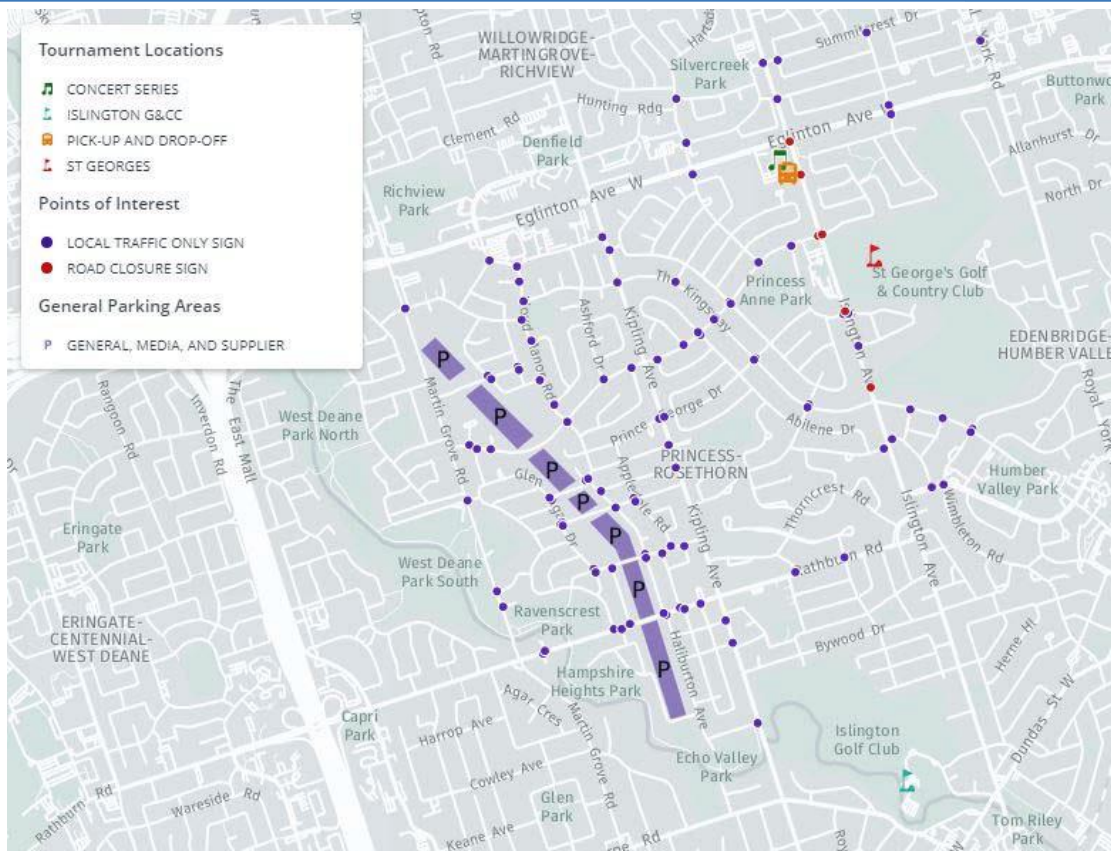 Tournament Locations
CONCERT SERIES
ISLINGTON G&CC
PICK-UP AND DROP-OFF
ST GEORGES
Points of Interest
LOCAL TRAFFIC ONLY SIGN
ROAD CLOSURE SIGN
General Parking Areas
P GENERAL, MEDIA, AND SUPPLIER
WILLOWRIDGE-
MARTINGROVE-
RICHVIEW
Summitcrest Dr
York Rd
Silvercreek
Park
Buttonwo
Park
Hunting Rdg
Clement Rd
Denfield
Park
Eglinton Ave W
Allanhurst Dr
Richview
Park
Eglinton Ave W
North Dr
The Kingsway
Princess
Anne Park
St George's Golf
& Country Club
Ashford Dr
Kipling Ave
Islington Ave
EDENBRIDGE-
HUMBER VALLE
P
Martin Grove Rd
The East Mall
Inverdon Rd
Rangoon Rd
West Deane
Park North
P
Prince George Dr
Abilene Dr
Royal York
PRINCESS-
ROSETHORN
P
Glen
Dr
P
Humber
Valley Park
Thorncrest Rd
Kipling Ave
Islington Ave
Wimbleton Rd
Eringate
Park
P
West Deane
Park South
Rathburn Rd
P
Ravenscrest
Park
ERINGATE-
CENTENNIAL-
WEST DEANE
Bywood Dr
Herne Hl
P
Haliburton Ave
Hampshire
Heights Park
Agar Cres
Martin Grove Rd
Capri
Park
Harrop Ave
Islington
Golf Club
Dundas St W
Echo Valley
Park
Cowley Ave
Rathburn Rd
Wareside Rd
Glen
Park
Tom Riley
Park
Keane Ave